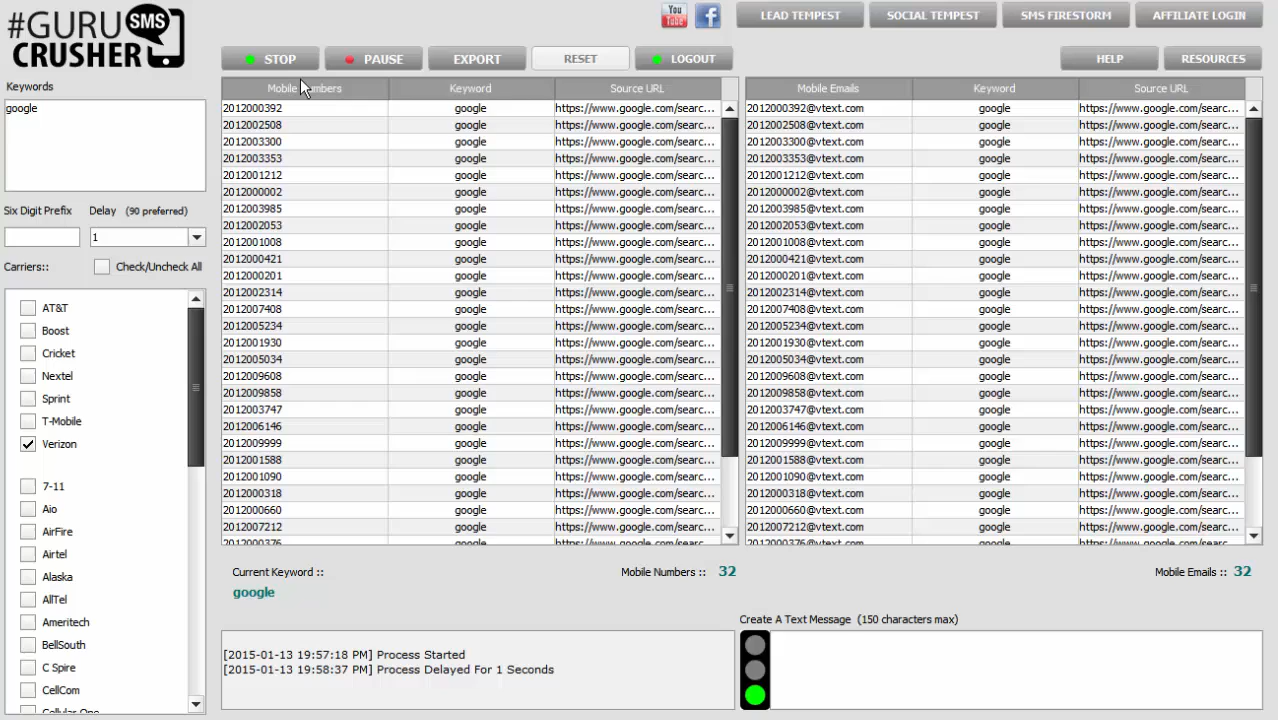 #GURU SMS
CRUSHER
You Tube
f
LEAD TEMPEST
SOCIAL TEMPEST
SMS FIRESTORM
AFFILIATE LOGIN
STOP
PAUSE
EXPORT
RESET
LOGOUT
HELP
RESOURCES
Keywords
google
Six Digit Prefix
Delay (90 preferred)
1
Carriers::
Check/Uncheck All
AT&T
Boost
Cricket
Nextel
Sprint
T-Mobile
Verizon
7-11
Aio
AirFire
Airtel
Alaska
AllTel
Ameritech
BellSouth
C Spire
CellCom
Cellular One
Mobile Numbers Keyword Source URL
2012000392 google https://www.google.com/searc...
2012002508 google https://www.google.com/searc...
2012003300 google https://www.google.com/searc...
2012003353 google https://www.google.com/searc...
2012001212 google https://www.google.com/searc...
2012000002 google https://www.google.com/searc...
2012003985 google https://www.google.com/searc...
2012002053 google https://www.google.com/searc...
2012001008 google https://www.google.com/searc...
2012000421 google https://www.google.com/searc...
2012000201 google https://www.google.com/searc...
2012002314 google https://www.google.com/searc...
2012007408 google https://www.google.com/searc...
2012005234 google https://www.google.com/searc...
2012001930 google https://www.google.com/searc...
2012005034 google https://www.google.com/searc...
2012009608 google https://www.google.com/searc...
2012009858 google https://www.google.com/searc...
2012003747 google https://www.google.com/searc...
2012006146 google https://www.google.com/searc...
2012009999 google https://www.google.com/searc...
2012001588 google https://www.google.com/searc...
2012001090 google https://www.google.com/searc...
2012000318 google https://www.google.com/searc...
2012000660 google https://www.google.com/searc...
2012007212 google https://www.google.com/searc...
2012000376 google https://www.google.com/searc...
Mobile Emails Keyword Source URL
2012000392@vtext.com google https://www.google.com/searc...
2012002508@vtext.com google https://www.google.com/searc...
2012003300@vtext.com google https://www.google.com/searc...
2012003353@vtext.com google https://www.google.com/searc...
2012001212@vtext.com google https://www.google.com/searc...
2012000002@vtext.com google https://www.google.com/searc...
2012003985@vtext.com google https://www.google.com/searc...
2012002053@vtext.com google https://www.google.com/searc...
2012001008@vtext.com google https://www.google.com/searc...
2012000421@vtext.com google https://www.google.com/searc...
2012000201@vtext.com google https://www.google.com/searc...
2012002314@vtext.com google https://www.google.com/searc...
2012007408@vtext.com google https://www.google.com/searc...
2012005234@vtext.com google https://www.google.com/searc...
2012001930@vtext.com google https://www.google.com/searc...
2012005034@vtext.com google https://www.google.com/searc...
2012009608@vtext.com google https://www.google.com/searc...
2012009858@vtext.com google https://www.google.com/searc...
2012003747@vtext.com google https://www.google.com/searc...
2012006146@vtext.com google https://www.google.com/searc...
2012009999@vtext.com google https://www.google.com/searc...
2012001588@vtext.com google https://www.google.com/searc...
2012001090@vtext.com google https://www.google.com/searc...
2012000318@vtext.com google https://www.google.com/searc...
2012000660@vtext.com google https://www.google.com/searc...
2012007212@vtext.com google https://www.google.com/searc...
2012000376@vtext.com google https://www.google.com/searc...
Current Keyword ::
google
Mobile Numbers :: 32
Mobile Emails :: 32
[2015-01-13 19:57:18 PM] Process Started
[2015-01-13 19:58:37 PM] Process Delayed For 1 Seconds
Create A Text Message (150 characters max)